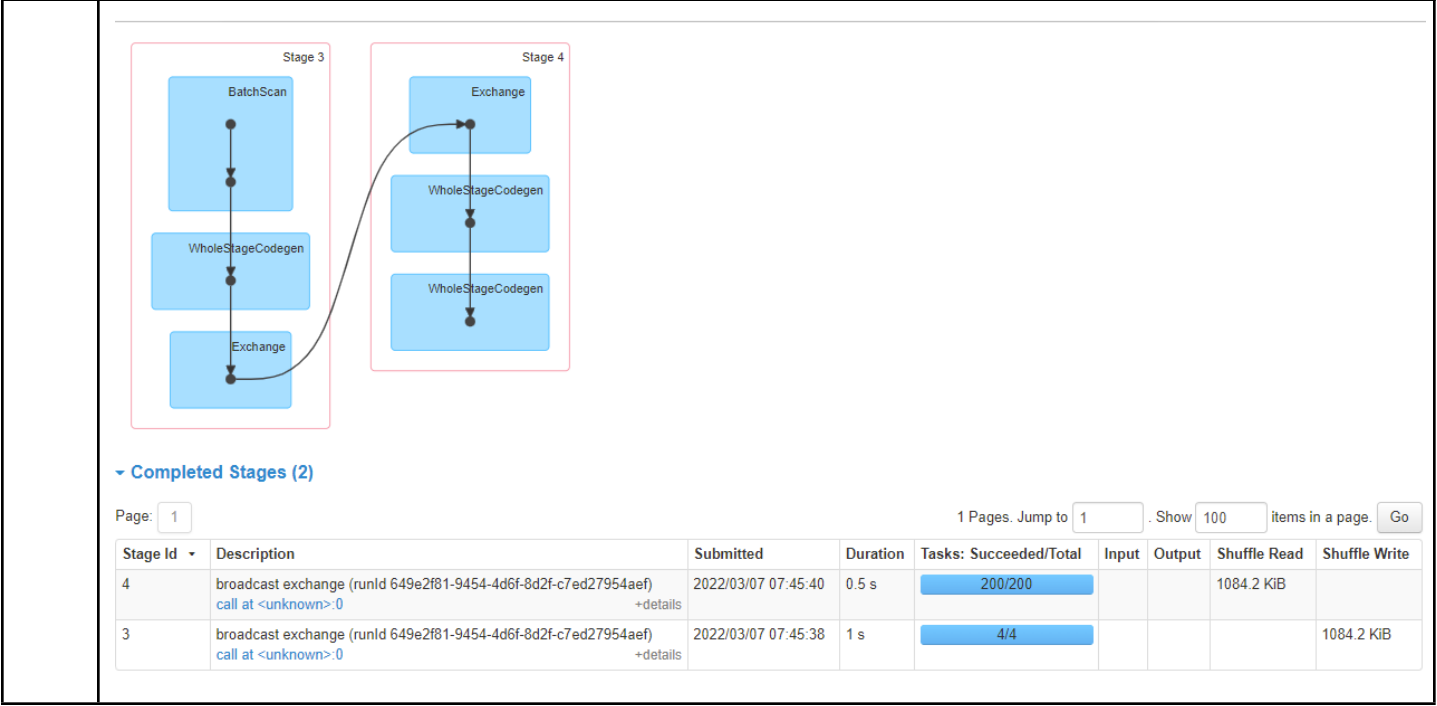 Stage 3
BatchScan
WholeStageCodegen
Exchange
Stage 4
Exchange
WholeStageCodegen
WholeStageCodegen
Completed Stages (2)
Page: 1
1 Pages. Jump to 1 . Show 100 items in a page. Go
Stage Id Description Submitted Duration Tasks: Succeeded/Total Input Output Shuffle Read Shuffle Write
4 broadcast exchange (runId 649e2f81-9454-4d6f-8d2f-c7ed27954aef) 2022/03/07 07:45:40 0.5 s 200/200 1084.2 KiB
call at <unknown>:0 +details
3 broadcast exchange (runId 649e2f81-9454-4d6f-8d2f-c7ed27954aef) 2022/03/07 07:45:38 1 s 4/4 1084.2 KiB
call at <unknown>:0 +details